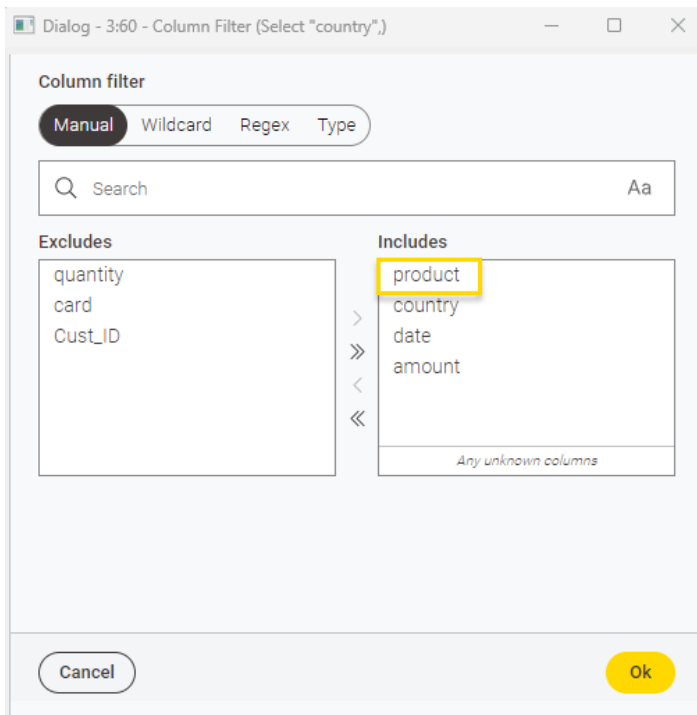 Dialog - 3:60 - Column Filter (Select "country",)
Column filter
Manual Wildcard Regex Type
Search Aa
Excludes
quantity
card
Cust_ID
Includes
product
country
date
amount
Any unknown columns
Cancel Ok